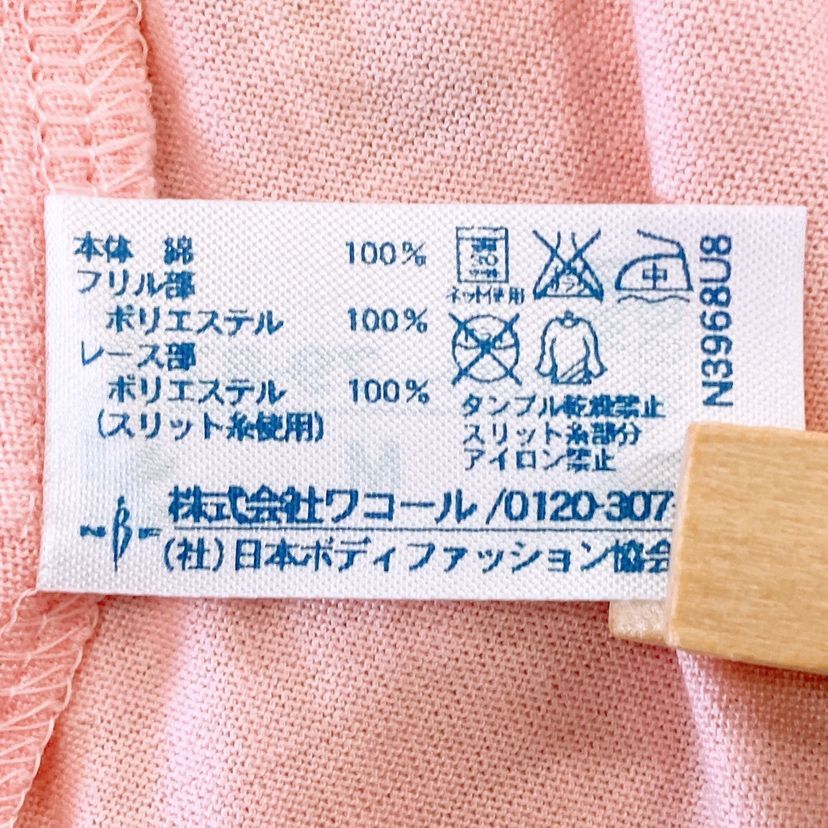 本体 綿 100%
フリル部
ポリエステル 100%
レース部
ポリエステル 100%
(スリット糸使用)
ネット使用
中
タンブル乾燥禁止
スリット糸部分
アイロン禁止
N3968U8
株式会社ワコール/0120-307-
(社)日本ボディファッション協会